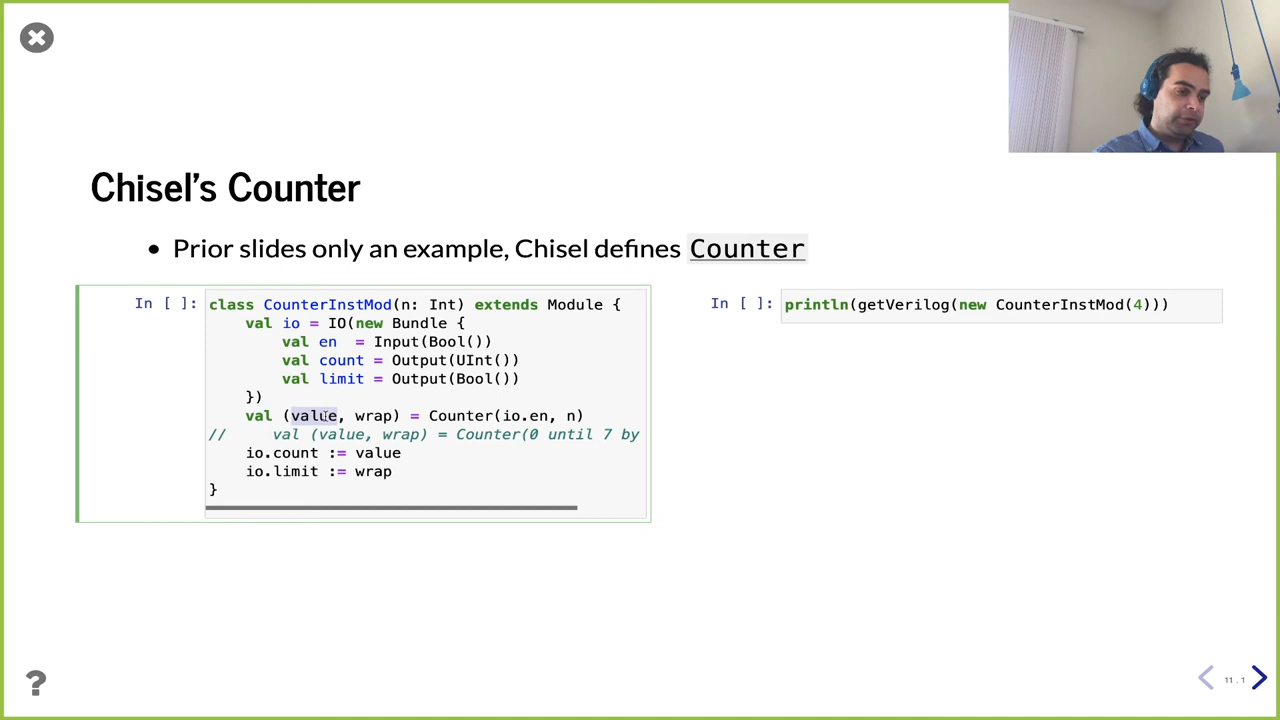 Chisel's Counter
• Prior slides only an example, Chisel defines Counter
In [ ]:
class CounterInstMod(n: Int) extends Module {
    val io = IO(new Bundle {
        val en  = Input(Bool())
        val count = Output(UInt())
        val limit = Output(Bool())
    })
    val (value, wrap) = Counter(io.en, n)
//     val (value, wrap) = Counter(0 until 7 by
    io.count := value
    io.limit := wrap
}
In [ ]:
println(getVerilog(new CounterInstMod(4)))
?
11 . 1